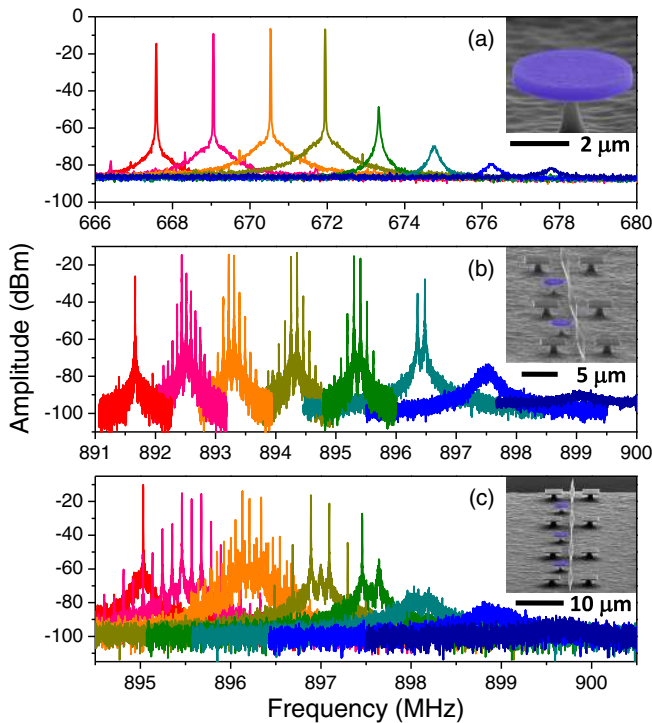 0
-20
-40
-60
-80
-100
(a)
2 μm
666 668 670 672 674 676 678 680
Amplitude (dBm)
-20
-40
-60
-80
-100
(b)
5 μm
891 892 893 894 895 896 897 898 899 900
-20
-40
-60
-80
-100
(c)
10 μm
895 896 897 898 899 900
Frequency (MHz)